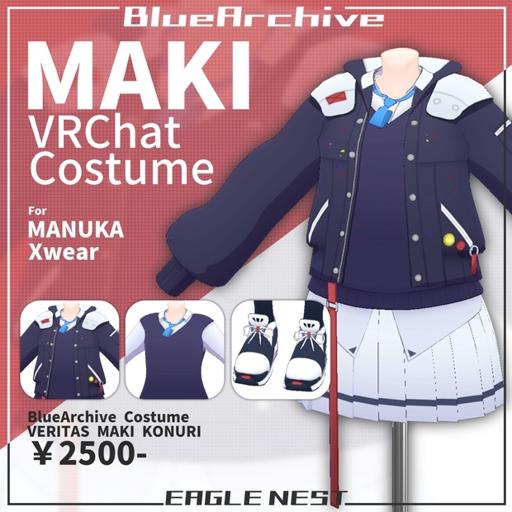 BlueArchive
MAKI
VRChat
Costume
For
MANUKA
Xwear
BlueArchive Costume
VERITAS MAKI KONURI
￥2500-
EAGLE NEST